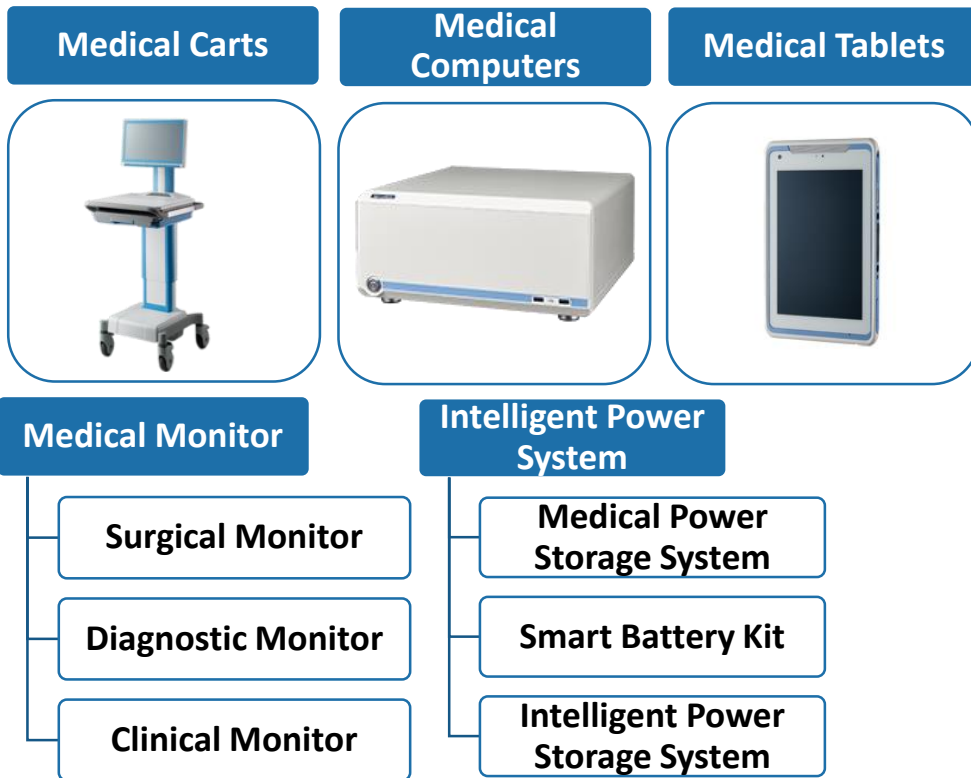 Medical Carts
Medical
Computers
Medical Tablets
Medical Monitor
Intelligent Power
System
Surgical Monitor
Diagnostic Monitor
Clinical Monitor
Medical Power
Storage System
Smart Battery Kit
Intelligent Power
Storage System